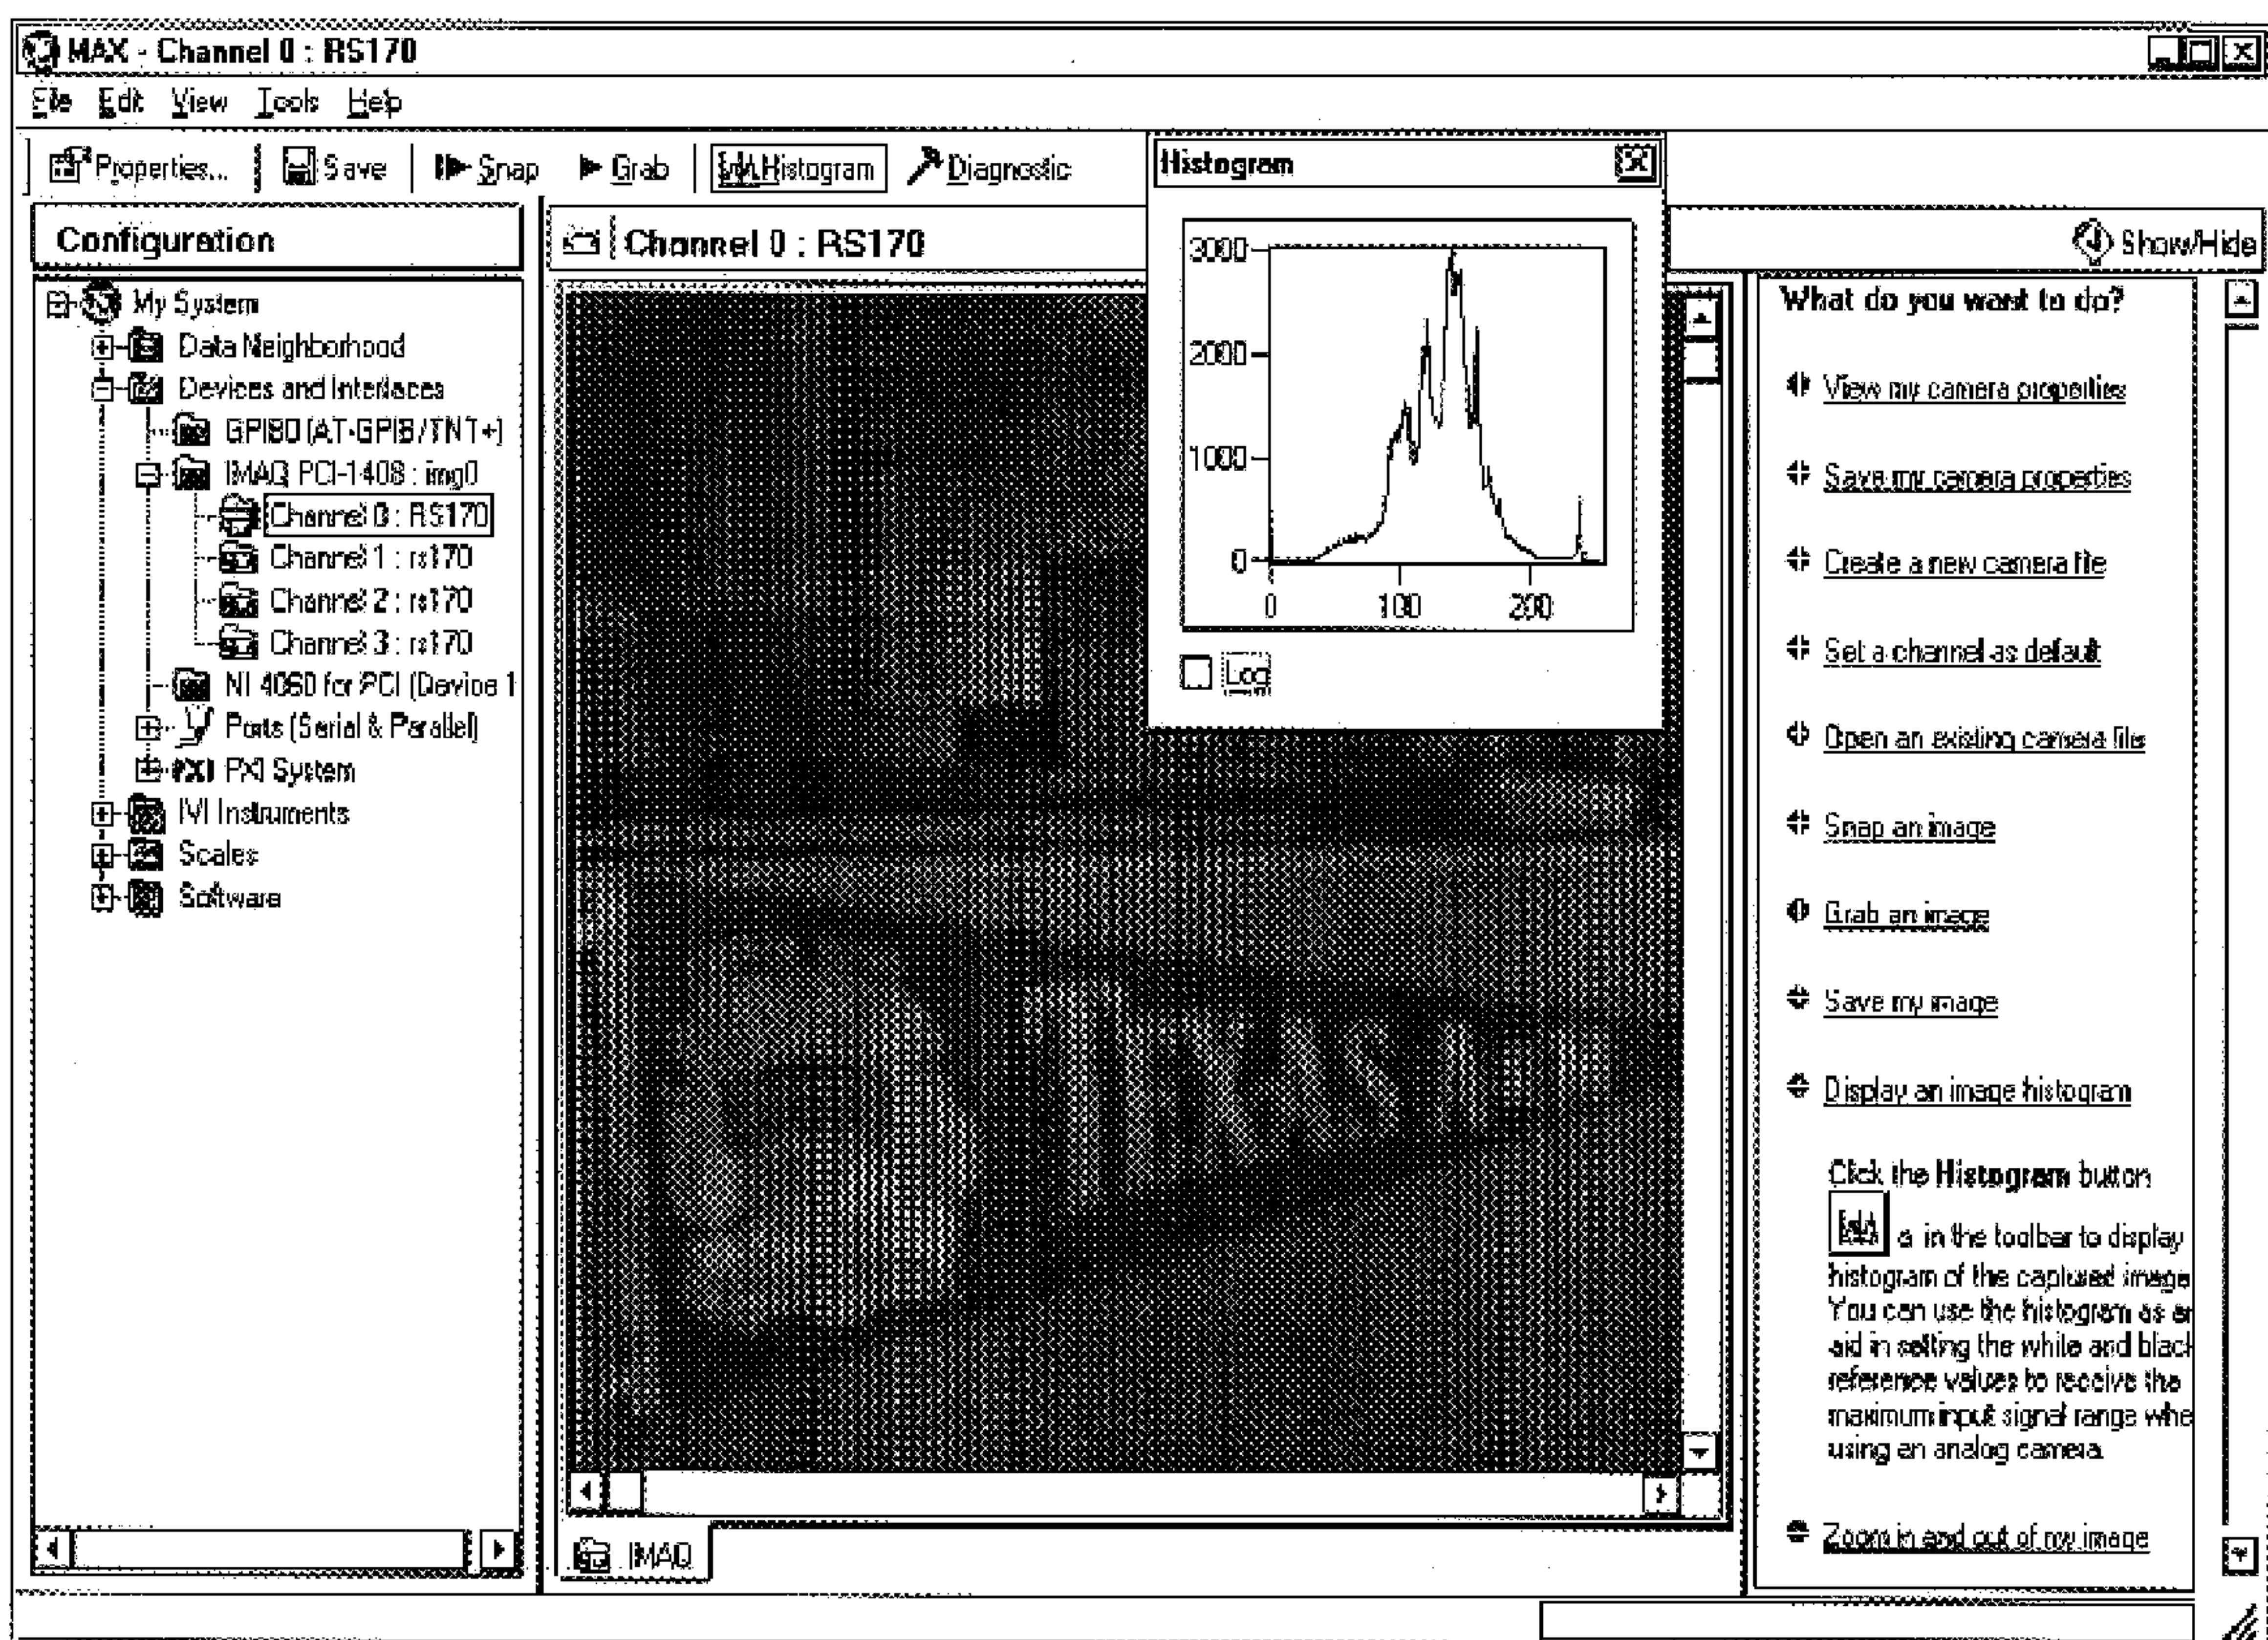 MAX - Channel 0 : RS170
File Edit View Tools Help
Properties... Save Snap Grab Histogram Diagnostic
Configuration
My System
Data Neighborhood
Devices and Interfaces
GPIB0 (AT-GPIB/TNT+)
IMAQ PCI-1408 : img0
Channel 0 : RS170
Channel 1 : rs170
Channel 2 : rs170
Channel 3 : rs170
NI 4060 for PCI (Device 1
Ports (Serial & Parallel)
PXI PXI System
IVI Instruments
Scales
Software
Channel 0 : RS170
IMAQ
Histogram
3000
2000
1000
0
0 100 200
Log
Show/Hide
What do you want to do?
View my camera properties
Save my camera properties
Create a new camera file
Set a channel as default
Open an existing camera file
Snap an image
Grab an image
Save my image
Display an image histogram
Click the Histogram button
a in the toolbar to display
histogram of the captured image
You can use the histogram as an
aid in setting the white and black
reference values to receive the
maximum input signal range whe
using an analog camera.
Zoom in and out of my image